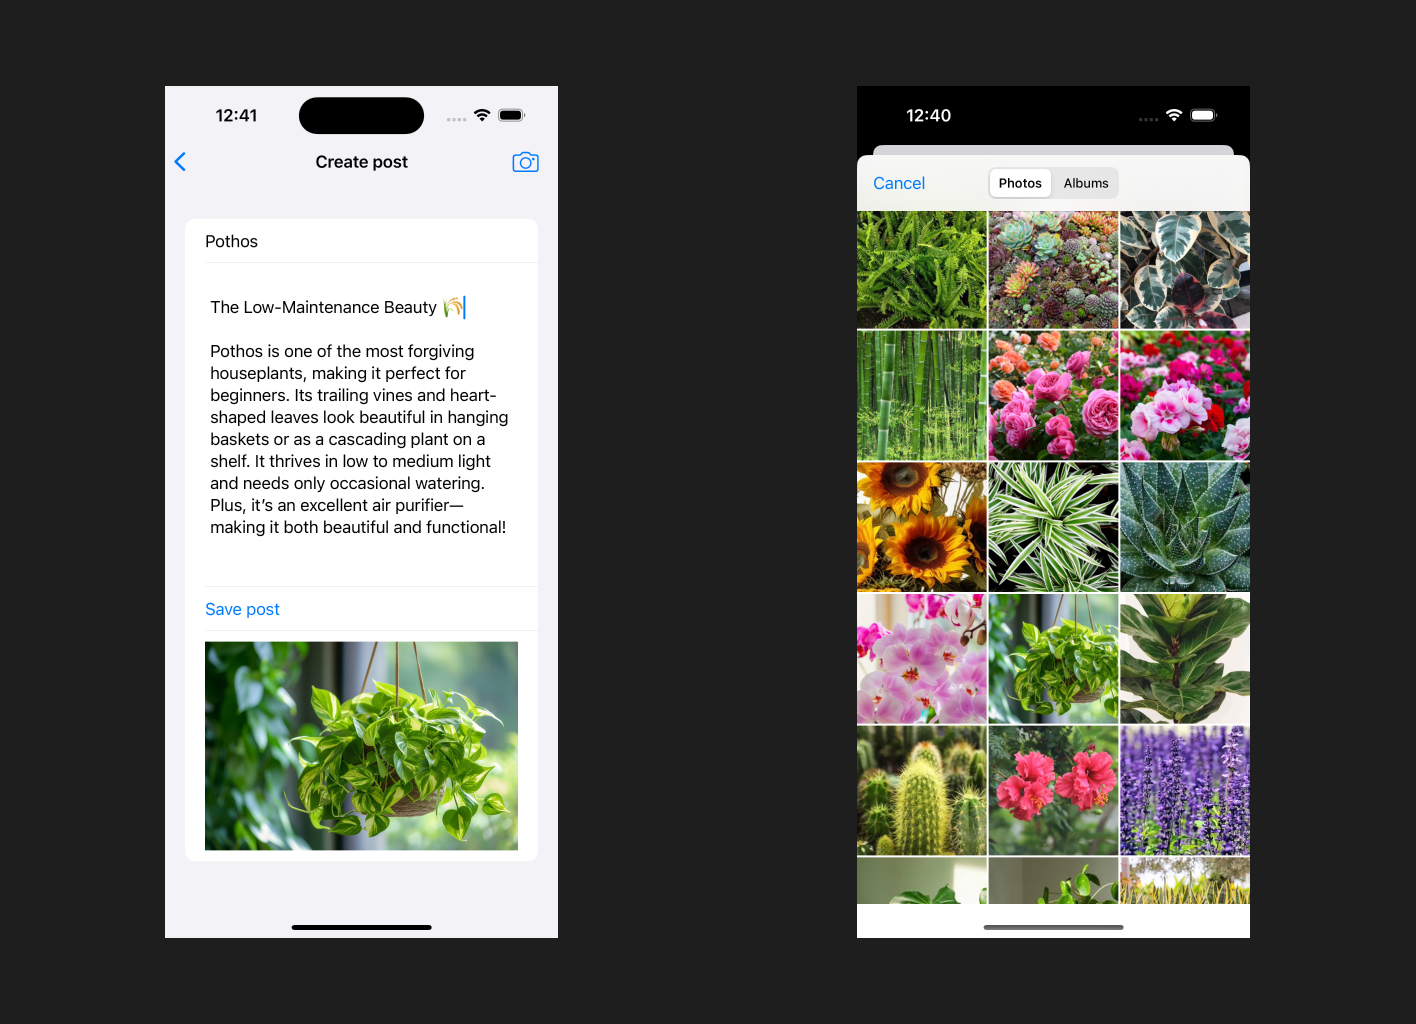 12:41
Create post
Pothos
The Low-Maintenance Beauty 🌾
Pothos is one of the most forgiving
houseplants, making it perfect for
beginners. Its trailing vines and heart-
shaped leaves look beautiful in hanging
baskets or as a cascading plant on a
shelf. It thrives in low to medium light
and needs only occasional watering.
Plus, it’s an excellent air purifier—
making it both beautiful and functional!
Save post
12:40
Cancel
Photos
Albums